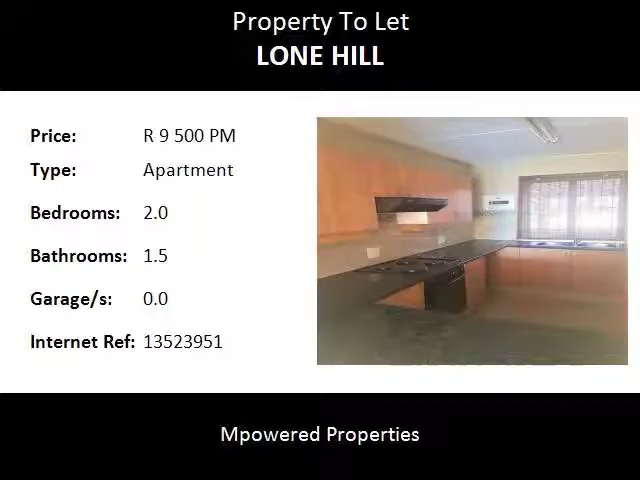 Property To Let
LONE HILL
Price: R 9 500 PM
Type: Apartment
Bedrooms: 2.0
Bathrooms: 1.5
Garage/s: 0.0
Internet Ref: 13523951
Mpowered Properties